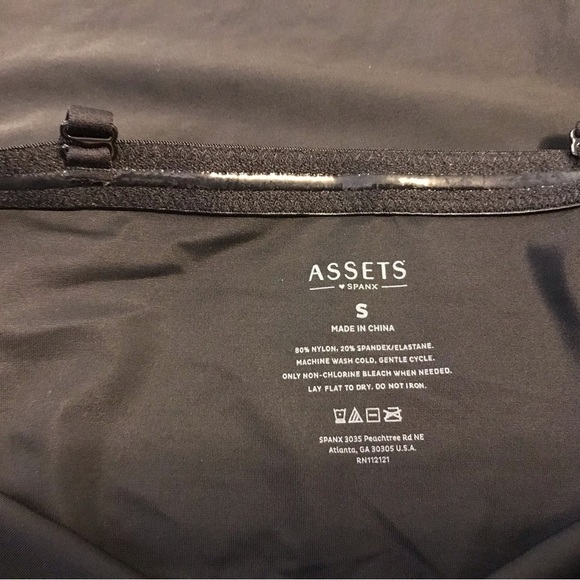 ASSETS
♥ SPANX
S
MADE IN CHINA
80% NYLON, 20% SPANDEX/ELASTANE.
MACHINE WASH COLD, GENTLE CYCLE.
ONLY NON-CHLORINE BLEACH WHEN NEEDED.
LAY FLAT TO DRY. DO NOT IRON.
SPANX 3035 Peachtree Rd NE
Atlanta, GA 30305 U.S.A.
RN112121